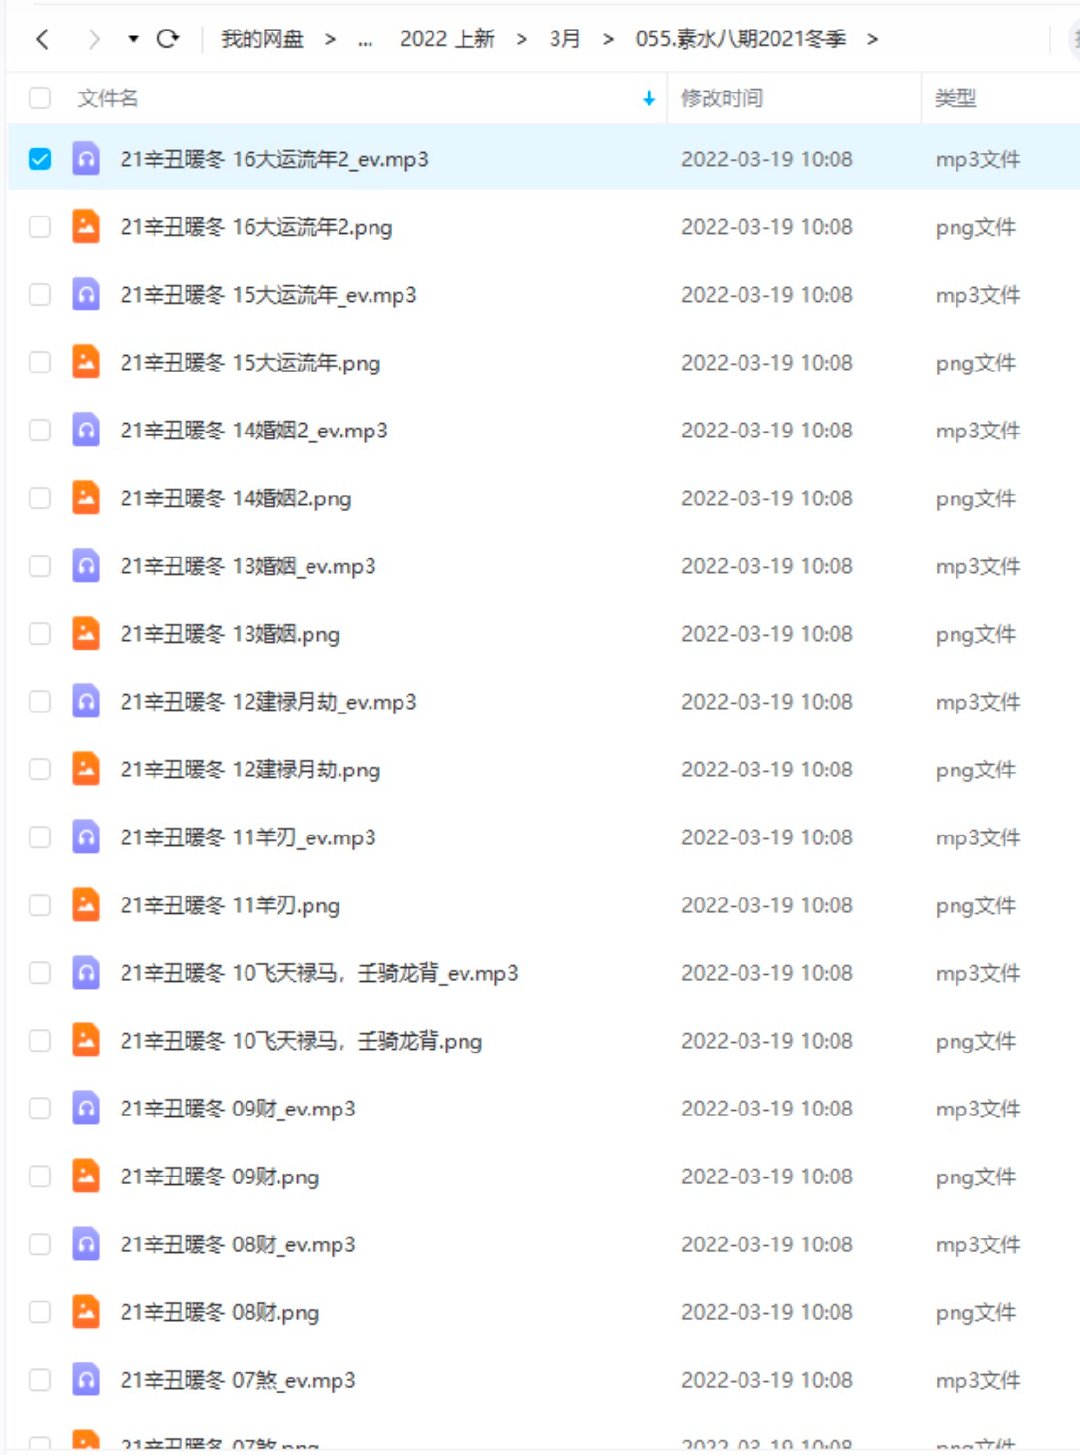 我的网盘 > ... 2022 上新 > 3月 > 055.素水八期2021冬季 >
文件名 修改时间 类型
21辛丑暖冬 16大运流年2_ev.mp3 2022-03-19 10:08 mp3文件
21辛丑暖冬 16大运流年2.png 2022-03-19 10:08 png文件
21辛丑暖冬 15大运流年_ev.mp3 2022-03-19 10:08 mp3文件
21辛丑暖冬 15大运流年.png 2022-03-19 10:08 png文件
21辛丑暖冬 14婚姻2_ev.mp3 2022-03-19 10:08 mp3文件
21辛丑暖冬 14婚姻2.png 2022-03-19 10:08 png文件
21辛丑暖冬 13婚姻_ev.mp3 2022-03-19 10:08 mp3文件
21辛丑暖冬 13婚姻.png 2022-03-19 10:08 png文件
21辛丑暖冬 12建禄月劫_ev.mp3 2022-03-19 10:08 mp3文件
21辛丑暖冬 12建禄月劫.png 2022-03-19 10:08 png文件
21辛丑暖冬 11羊刃_ev.mp3 2022-03-19 10:08 mp3文件
21辛丑暖冬 11羊刃.png 2022-03-19 10:08 png文件
21辛丑暖冬 10飞天禄马，壬骑龙背_ev.mp3 2022-03-19 10:08 mp3文件
21辛丑暖冬 10飞天禄马，壬骑龙背.png 2022-03-19 10:08 png文件
21辛丑暖冬 09财_ev.mp3 2022-03-19 10:08 mp3文件
21辛丑暖冬 09财.png 2022-03-19 10:08 png文件
21辛丑暖冬 08财_ev.mp3 2022-03-19 10:08 mp3文件
21辛丑暖冬 08财.png 2022-03-19 10:08 png文件
21辛丑暖冬 07煞_ev.mp3 2022-03-19 10:08 mp3文件
21辛丑暖冬 07煞.png 2022-03-19 10:08 png文件